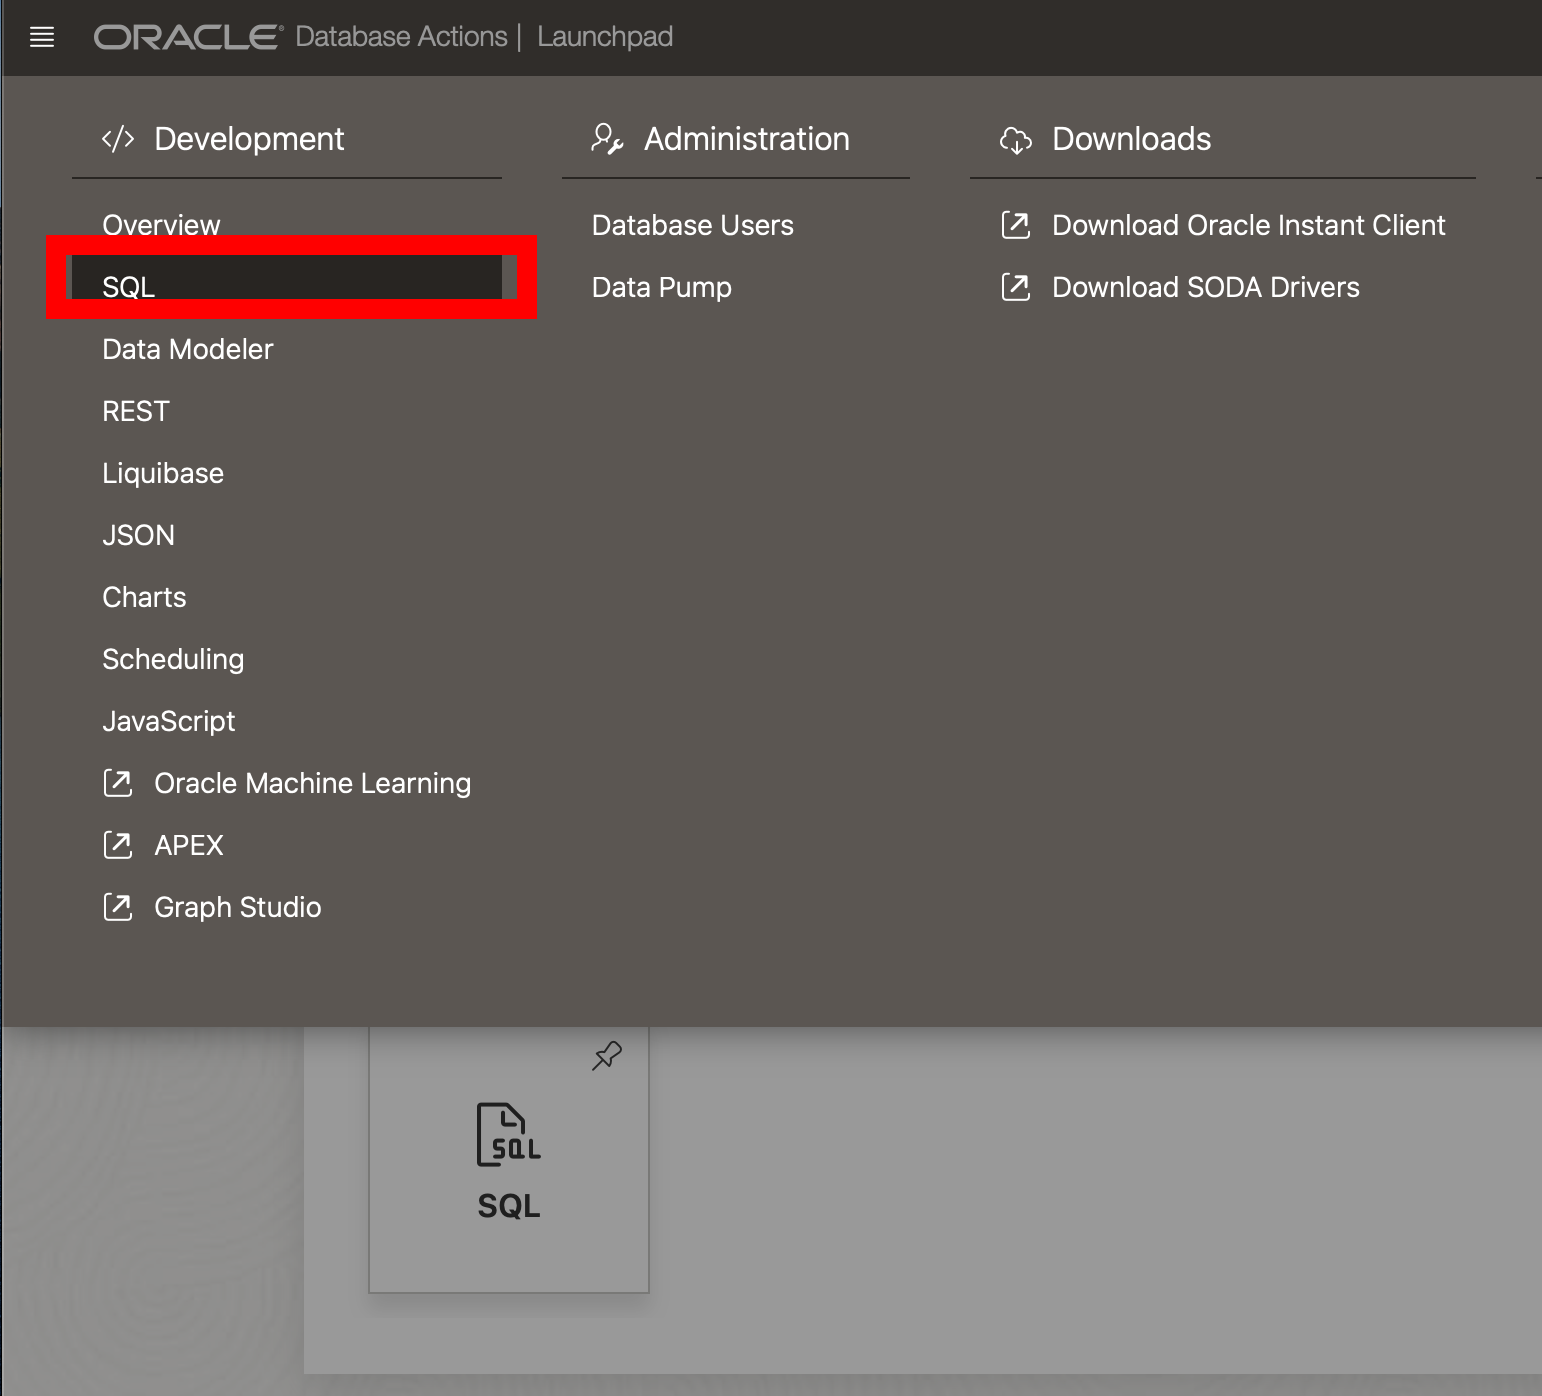 ORACLE® Database Actions | Launchpad
Development
Overview
SQL
Data Modeler
REST
Liquibase
JSON
Charts
Scheduling
JavaScript
Oracle Machine Learning
APEX
Graph Studio
Administration
Database Users
Data Pump
Downloads
Download Oracle Instant Client
Download SODA Drivers
SQL
SQL